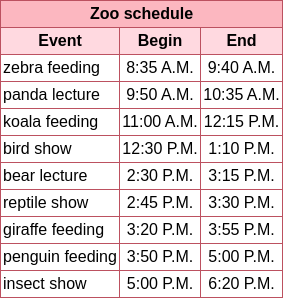 Zoo schedule
Event Begin End
zebra feeding 8:35 A.M. 9:40 A.M.
panda lecture 9:50 A.M. 10:35 A.M.
koala feeding 11:00 A.M. 12:15 P.M.
bird show 12:30 P.M. 1:10 P.M.
bear lecture 2:30 P.M. 3:15 P.M.
reptile show 2:45 P.M. 3:30 P.M.
giraffe feeding 3:20 P.M. 3:55 P.M.
penguin feeding 3:50 P.M. 5:00 P.M.
insect show 5:00 P.M. 6:20 P.M.